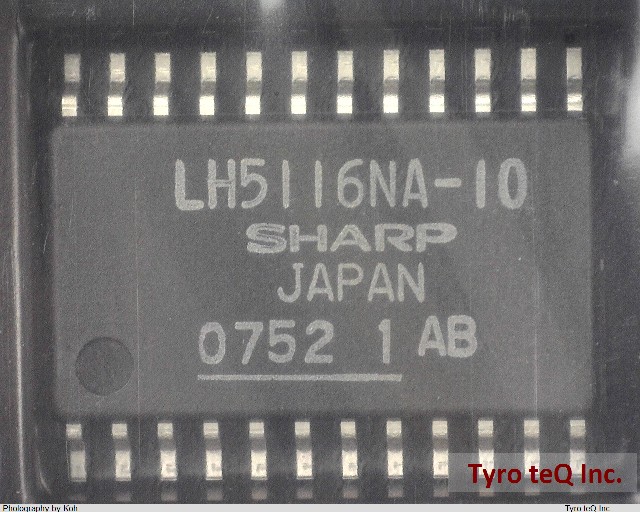 LH5116NA-10
SHARP
JAPAN
0752 1 AB
Tyro teQ Inc.
Photography by Koh
Tyro teQ Inc.